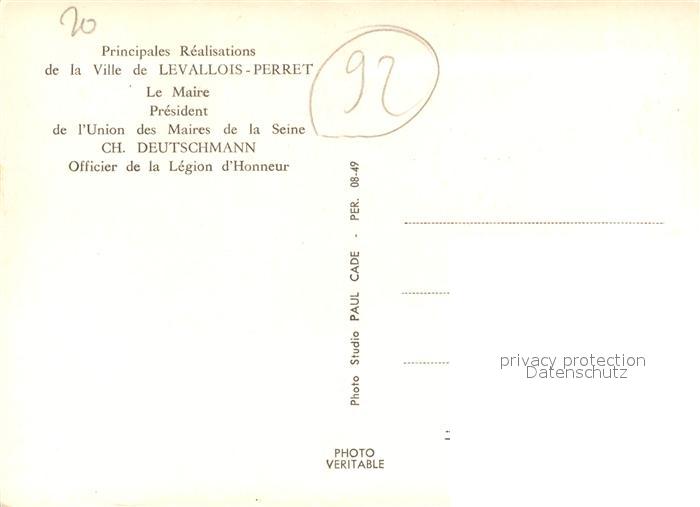 20
Principales Réalisations
de la Ville de LEVALLOIS-PERRET
Le Maire
Président
de l'Union des Maires de la Seine
CH. DEUTSCHMANN
Officier de la Légion d'Honneur
92
Photo Studio PAUL CADE - PER. 08-49
privacy protection
Datenschutz
PHOTO
VERITABLE